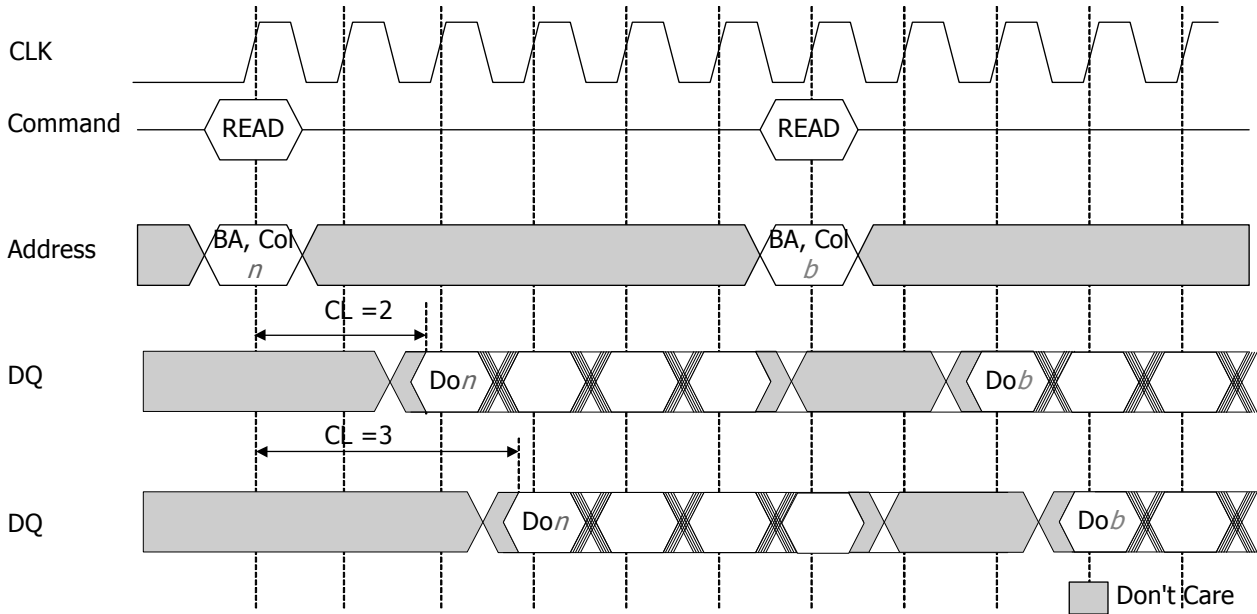 CLK
Command
READ
READ
Address
BA, Col
n
BA, Col
b
CL =2
DQ
Don
Dob
CL =3
DQ
Don
Dob
Don't Care